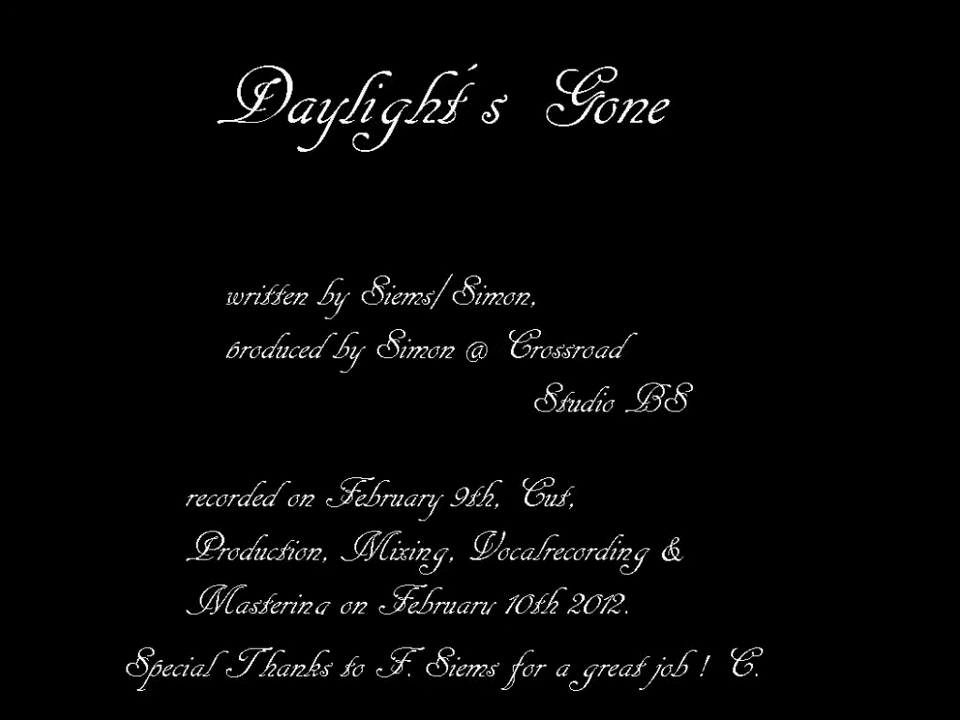 Daylight´s Gone
written by Siems/Simon,
produced by Simon @ Crossroad
Studio BS
recorded on February 9th, Cut,
Production, Mixing, Vocalrecording &
Mastering on February 10th 2012.
Special Thanks to F. Siems for a great job ! C.